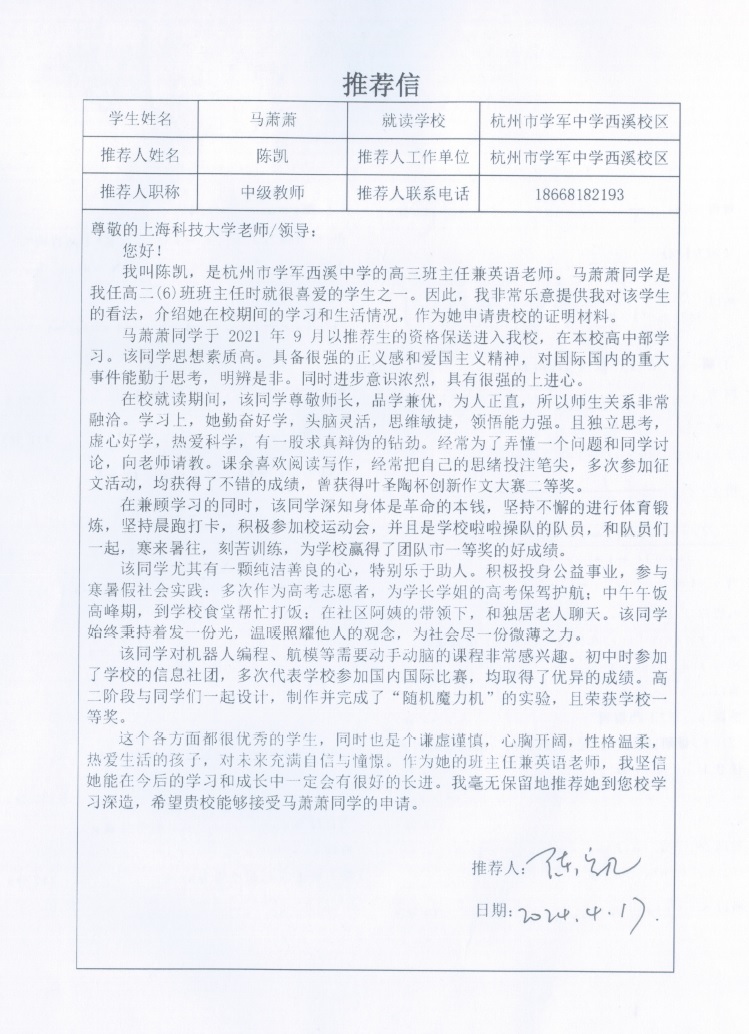 推荐信
学生姓名 马萧萧 就读学校 杭州市学军中学西溪校区
推荐人姓名 陈凯 推荐人工作单位 杭州市学军中学西溪校区
推荐人职称 中级教师 推荐人联系电话 18668182193
尊敬的上海科技大学老师/领导：
您好！
我叫陈凯，是杭州市学军西溪中学的高三班主任兼英语老师。马萧萧同学是
我任高二(6)班班主任时就很喜爱的学生之一。因此，我非常乐意提供我对该学生
的看法，介绍她在校期间的学习和生活情况，作为她申请贵校的证明材料。
马萧萧同学于 2021 年 9 月以推荐生的资格保送进入我校，在本校高中部学
习。该同学思想素质高。具备很强的正义感和爱国主义精神，对国际国内的重大
事件能勤于思考，明辨是非。同时进步意识浓烈，具有很强的上进心。
在校就读期间，该同学尊敬师长，品学兼优，为人正直，所以师生关系非常
融洽。学习上，她勤奋好学，头脑灵活，思维敏捷，领悟能力强。且独立思考，
虚心好学，热爱科学，有一股求真辩伪的钻劲。经常为了弄懂一个问题和同学讨
论，向老师请教。课余喜欢阅读写作，经常把自己的思绪投注笔尖，多次参加征
文活动，均获得了不错的成绩，曾获得叶圣陶杯创新作文大赛二等奖。
在兼顾学习的同时，该同学深知身体是革命的本钱，坚持不懈的进行体育锻
炼，坚持晨跑打卡，积极参加校运动会，并且是学校啦啦操队的队员，和队员们
一起，寒来暑往，刻苦训练，为学校赢得了团队市一等奖的好成绩。
该同学尤其有一颗纯洁善良的心，特别乐于助人。积极投身公益事业，参与
寒暑假社会实践；多次作为高考志愿者，为学长学姐的高考保驾护航；中午午饭
高峰期，到学校食堂帮忙打饭；在社区阿姨的带领下，和独居老人聊天。该同学
始终秉持着发一份光，温暖照耀他人的观念，为社会尽一份微薄之力。
该同学对机器人编程、航模等需要动手动脑的课程非常感兴趣。初中时参加
了学校的信息社团，多次代表学校参加国内国际比赛，均取得了优异的成绩。高
二阶段与同学们一起设计，制作并完成了“随机魔力机”的实验，且荣获学校一
等奖。
这个各方面都很优秀的学生，同时也是个谦虚谨慎，心胸开阔，性格温柔，
热爱生活的孩子，对未来充满自信与憧憬。作为她的班主任兼英语老师，我坚信
她能在今后的学习和成长中一定会有很好的长进。我毫无保留地推荐她到您校学
习深造，希望贵校能够接受马萧萧同学的申请。
推荐人：陈凯
日期：2024.4.17.